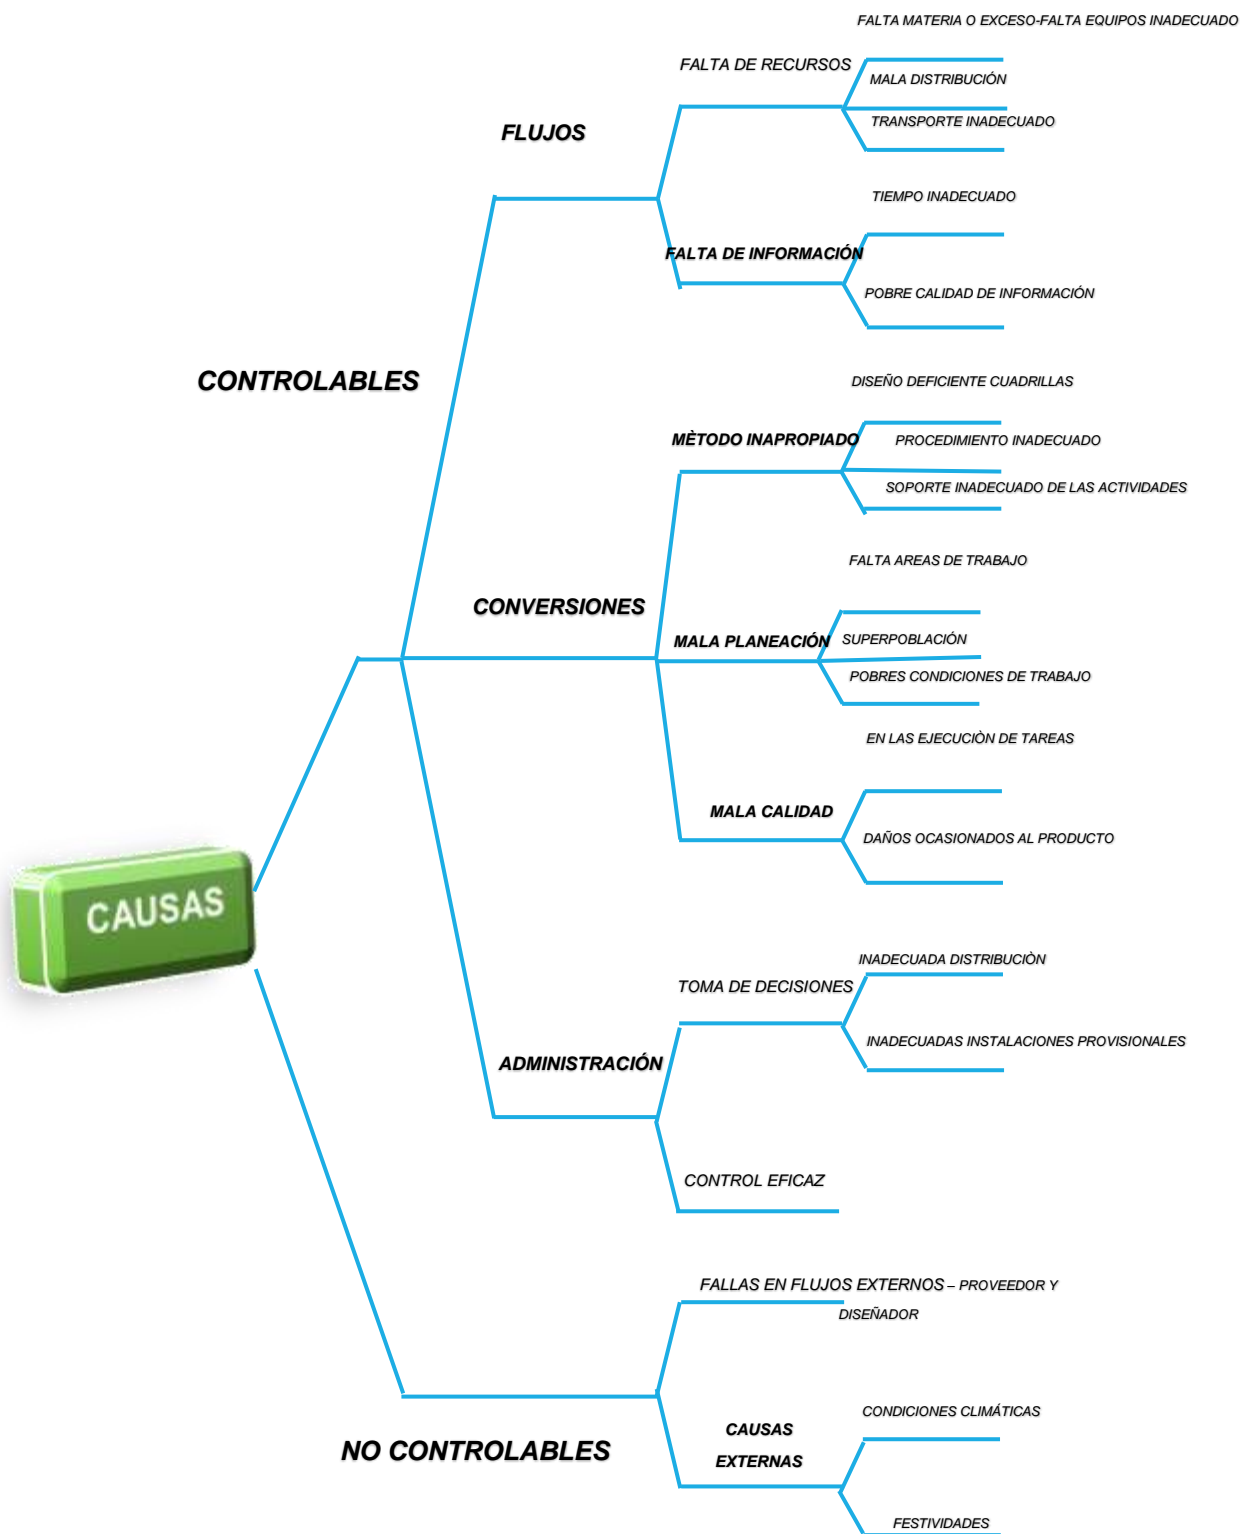 FALTA MATERIA O EXCESO-FALTA EQUIPOS INADECUADO
FALTA DE RECURSOS
MALA DISTRIBUCIÓN
TRANSPORTE INADECUADO
FLUJOS
TIEMPO INADECUADO
FALTA DE INFORMACIÓN
POBRE CALIDAD DE INFORMACIÓN
CONTROLABLES
DISEÑO DEFICIENTE CUADRILLAS
MÈTODO INAPROPIADO
PROCEDIMIENTO INADECUADO
SOPORTE INADECUADO DE LAS ACTIVIDADES
FALTA AREAS DE TRABAJO
CONVERSIONES
MALA PLANEACIÓN
SUPERPOBLACIÓN
POBRES CONDICIONES DE TRABAJO
EN LAS EJECUCIÒN DE TAREAS
MALA CALIDAD
DAÑOS OCASIONADOS AL PRODUCTO
CAUSAS
INADECUADA DISTRIBUCIÒN
TOMA DE DECISIONES
INADECUADAS INSTALACIONES PROVISIONALES
ADMINISTRACIÓN
CONTROL EFICAZ
FALLAS EN FLUJOS EXTERNOS – PROVEEDOR Y
DISEÑADOR
CONDICIONES CLIMÁTICAS
CAUSAS
EXTERNAS
NO CONTROLABLES
FESTIVIDADES